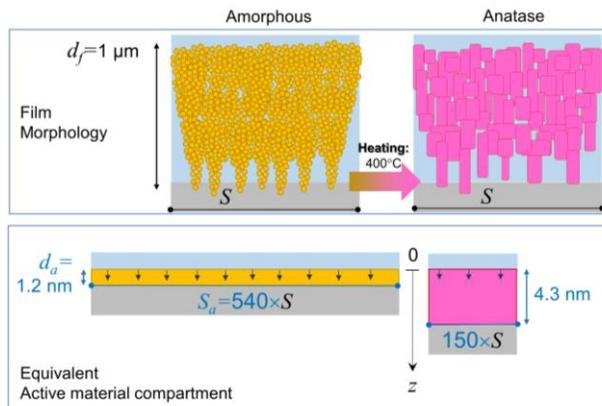 Amorphous
Anatase
d_f=1 μm
Film
Morphology
Heating:
400°C
S
S
d_a=
1.2 nm
S_a=540×S
0
z
4.3 nm
150×S
Equivalent
Active material compartment